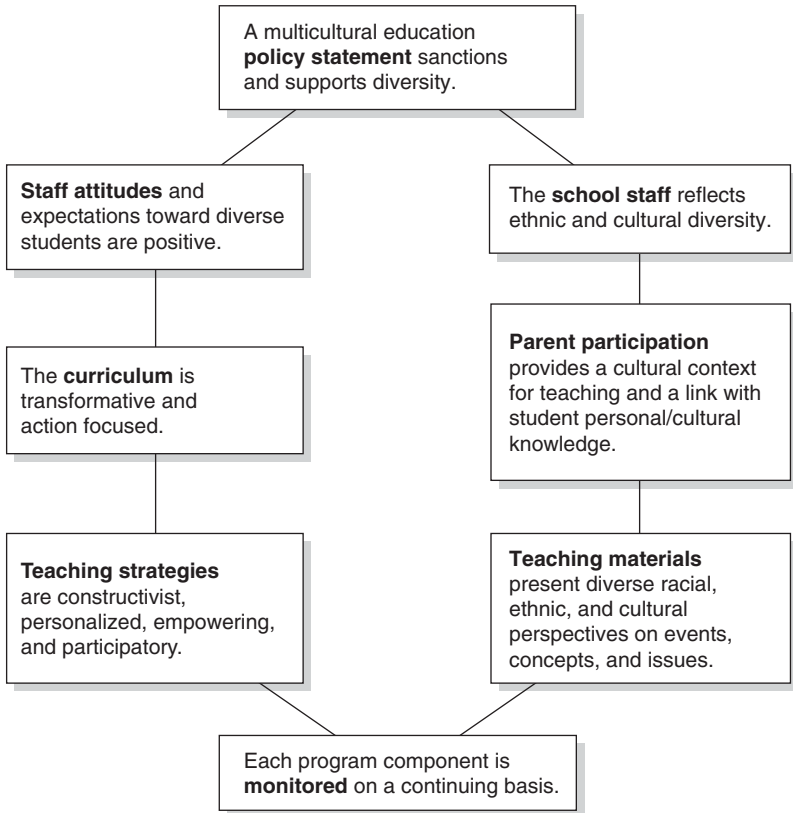 A multicultural education
policy statement sanctions
and supports diversity.
Staff attitudes and
expectations toward diverse
students are positive.
The school staff reflects
ethnic and cultural diversity.
The curriculum is
transformative and
action focused.
Parent participation
provides a cultural context
for teaching and a link with
student personal/cultural
knowledge.
Teaching strategies
are constructivist,
personalized, empowering,
and participatory.
Teaching materials
present diverse racial,
ethnic, and cultural
perspectives on events,
concepts, and issues.
Each program component is
monitored on a continuing basis.